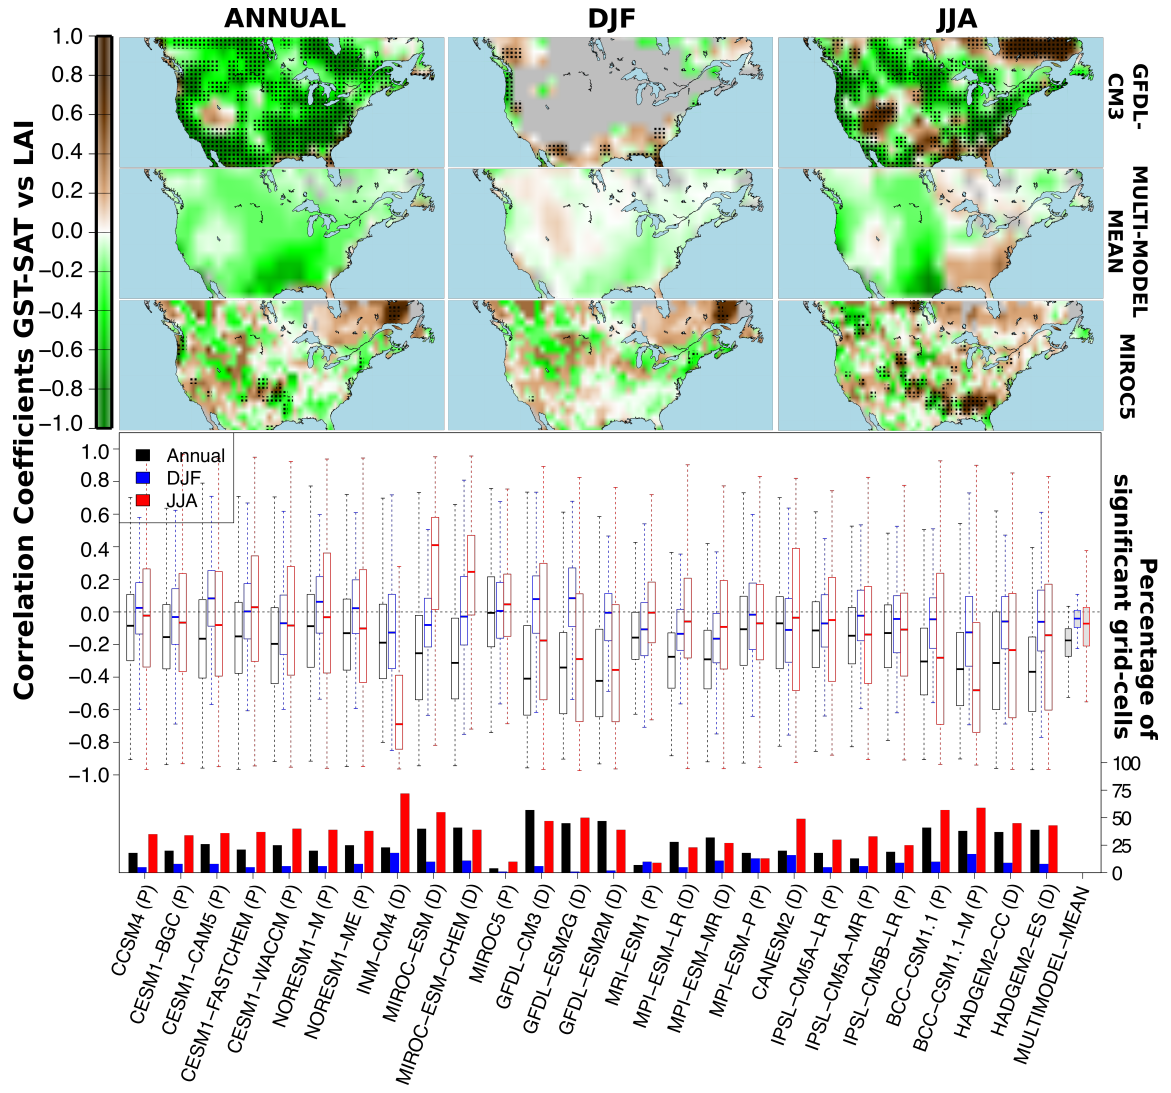 ANNUAL DJF JJA
Correlation Coefficients GST-SAT vs LAI
1.0
0.8
0.6
0.4
0.2
0.0
−0.2
−0.4
−0.6
−0.8
−1.0
GFDL-
CM3
MULTI-MODEL
MEAN
MIROC5
1.0
0.8
0.6
0.4
0.2
0.0
−0.2
−0.4
−0.6
−0.8
−1.0
Annual
DJF
JJA
Percentage of
significant grid-cells
100
75
50
25
0
CCSM4 (P)
CESM1−BGC (P)
CESM1−CAM5 (P)
CESM1−FASTCHEM (P)
CESM1−WACCM (P)
NORESM1−M (P)
NORESM1−ME (P)
INM−CM4 (D)
MIROC−ESM (D)
MIROC−ESM−CHEM (D)
MIROC5 (P)
GFDL−CM3 (D)
GFDL−ESM2G (D)
GFDL−ESM2M (D)
MRI−ESM1 (P)
MPI−ESM−LR (D)
MPI−ESM−MR (D)
MPI−ESM−P (P)
CANESM2 (D)
IPSL−CM5A−LR (P)
IPSL−CM5A−MR (P)
IPSL−CM5B−LR (P)
BCC−CSM1.1 (P)
BCC−CSM1.1−M (P)
HADGEM2−CC (D)
HADGEM2−ES (D)
MULTIMODEL−MEAN